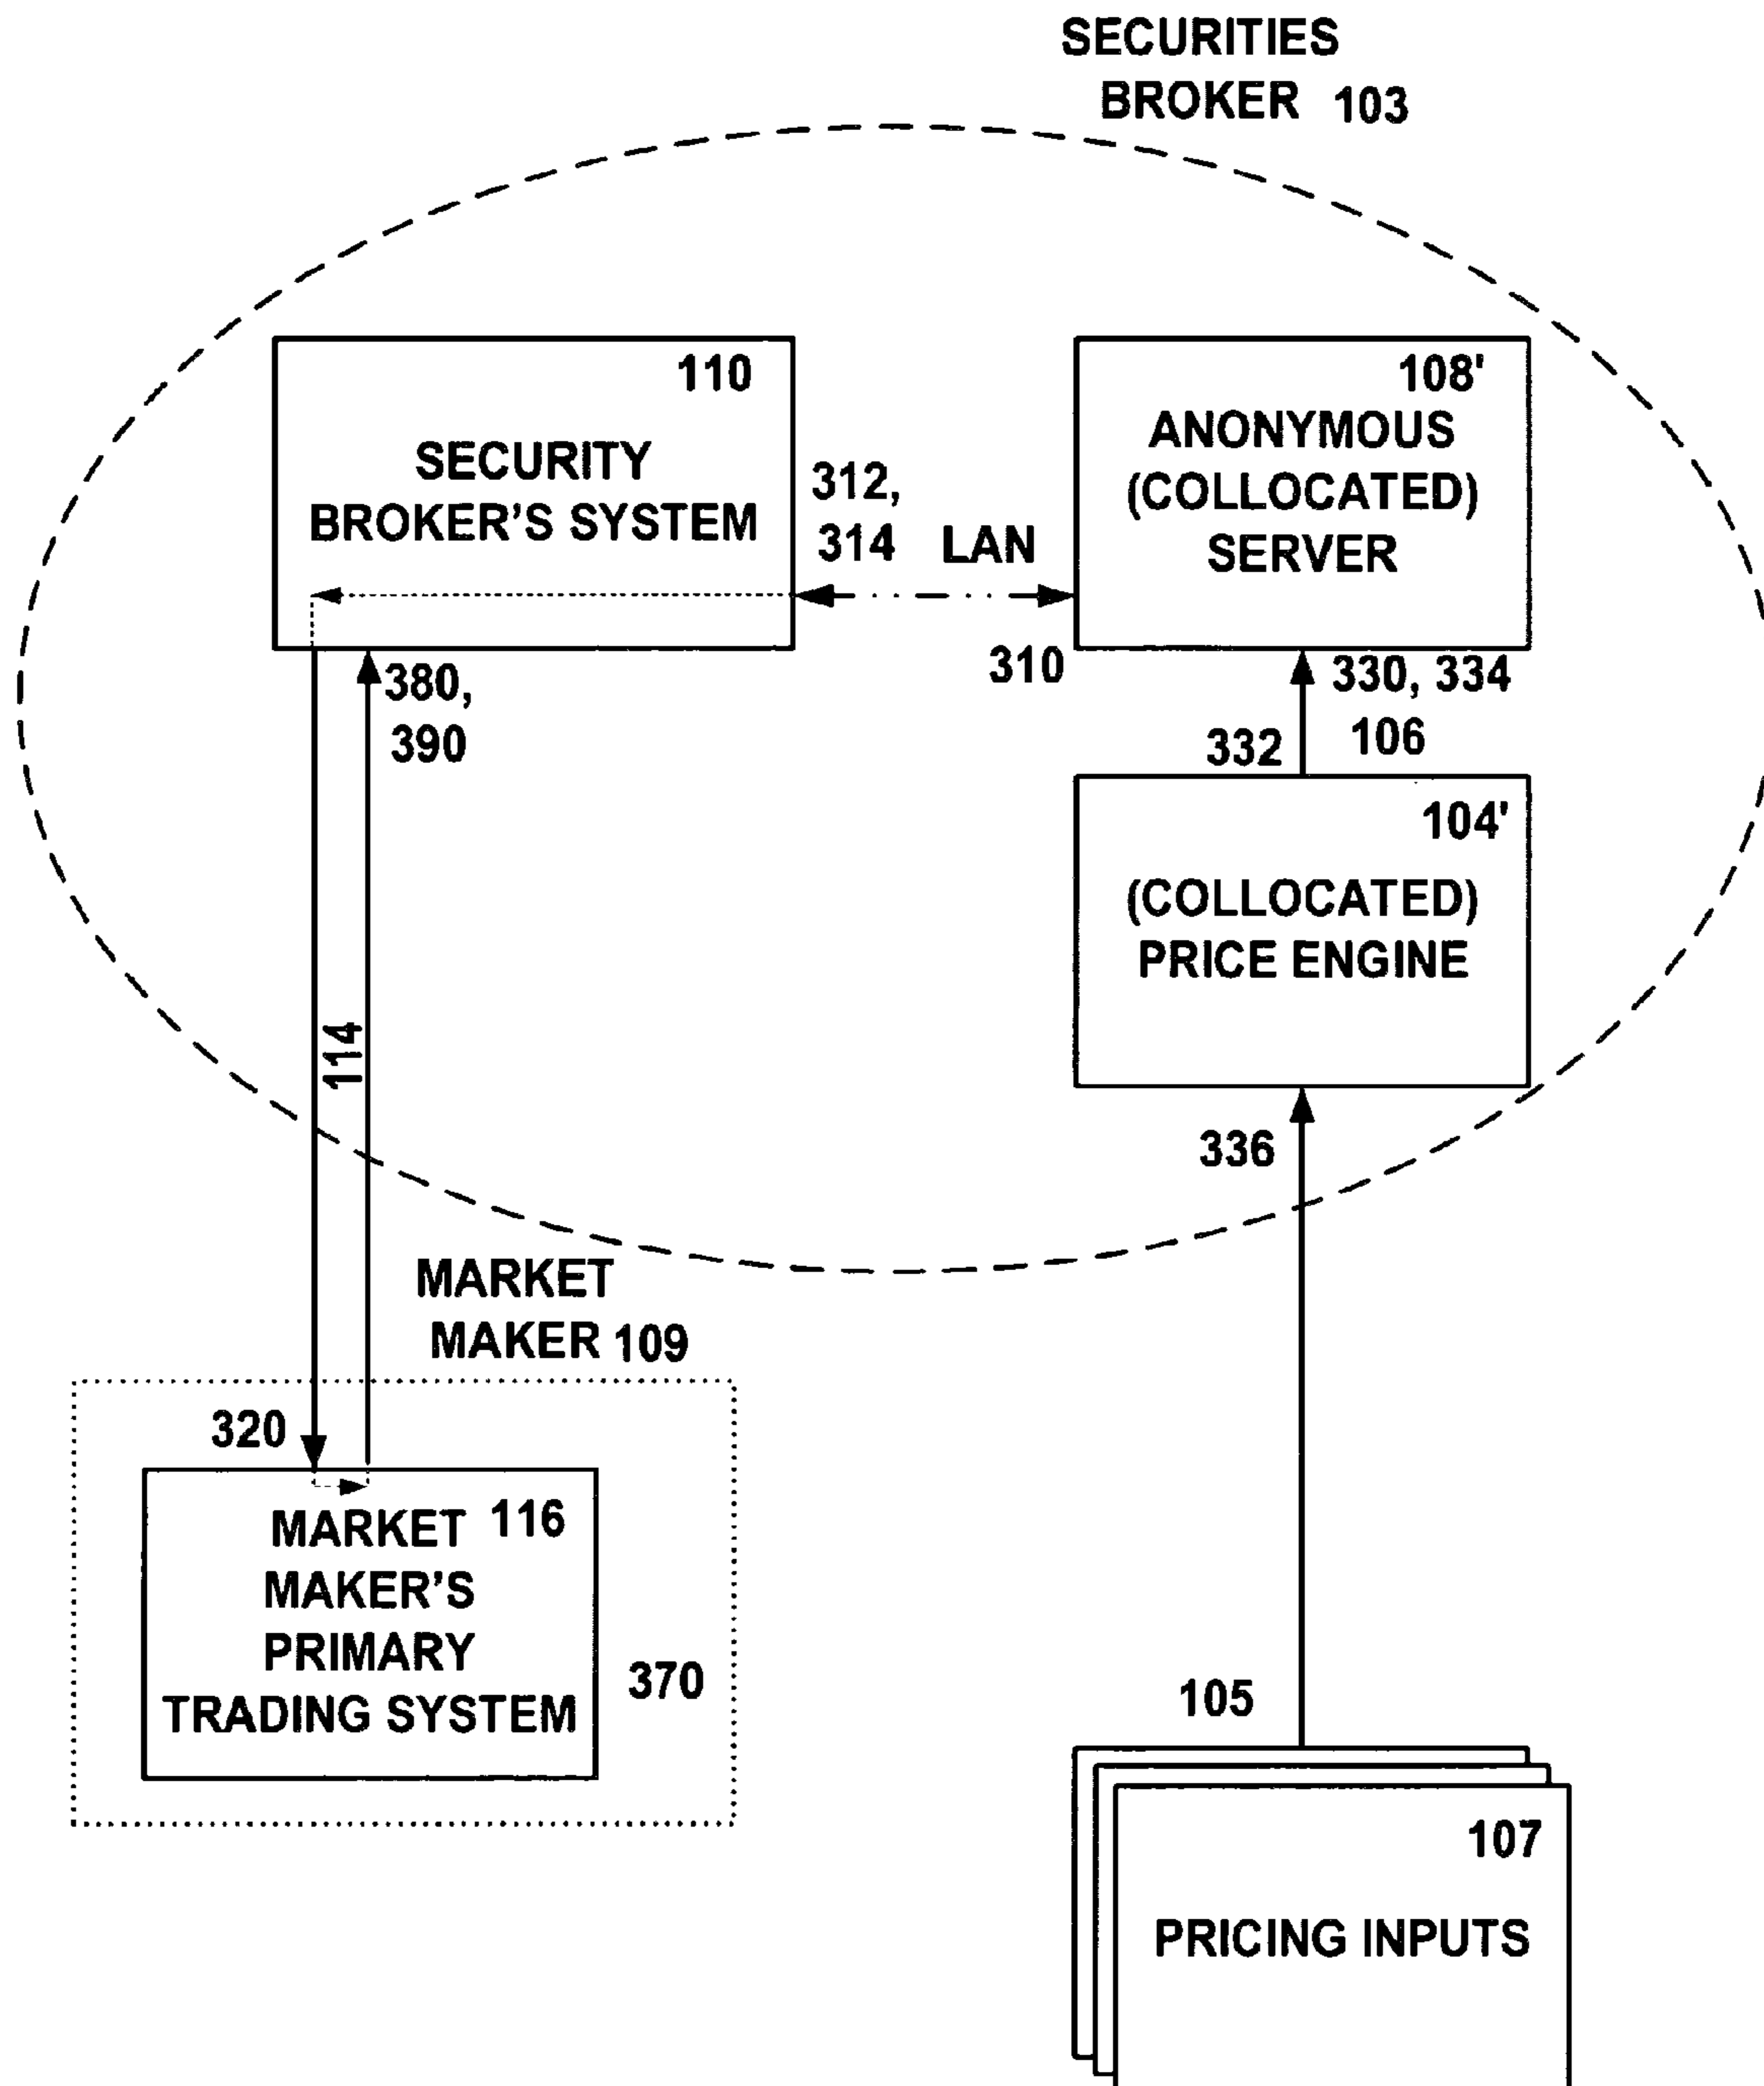 SECURITIES
BROKER 103
110
SECURITY
BROKER'S SYSTEM
312,
314 LAN
108'
ANONYMOUS
(COLLOCATED)
SERVER
310
380,
390
330, 334
332 106
104'
(COLLOCATED)
PRICE ENGINE
114
336
MARKET
MAKER 109
320
MARKET 116
MAKER'S
PRIMARY
TRADING SYSTEM
370
105
107
PRICING INPUTS